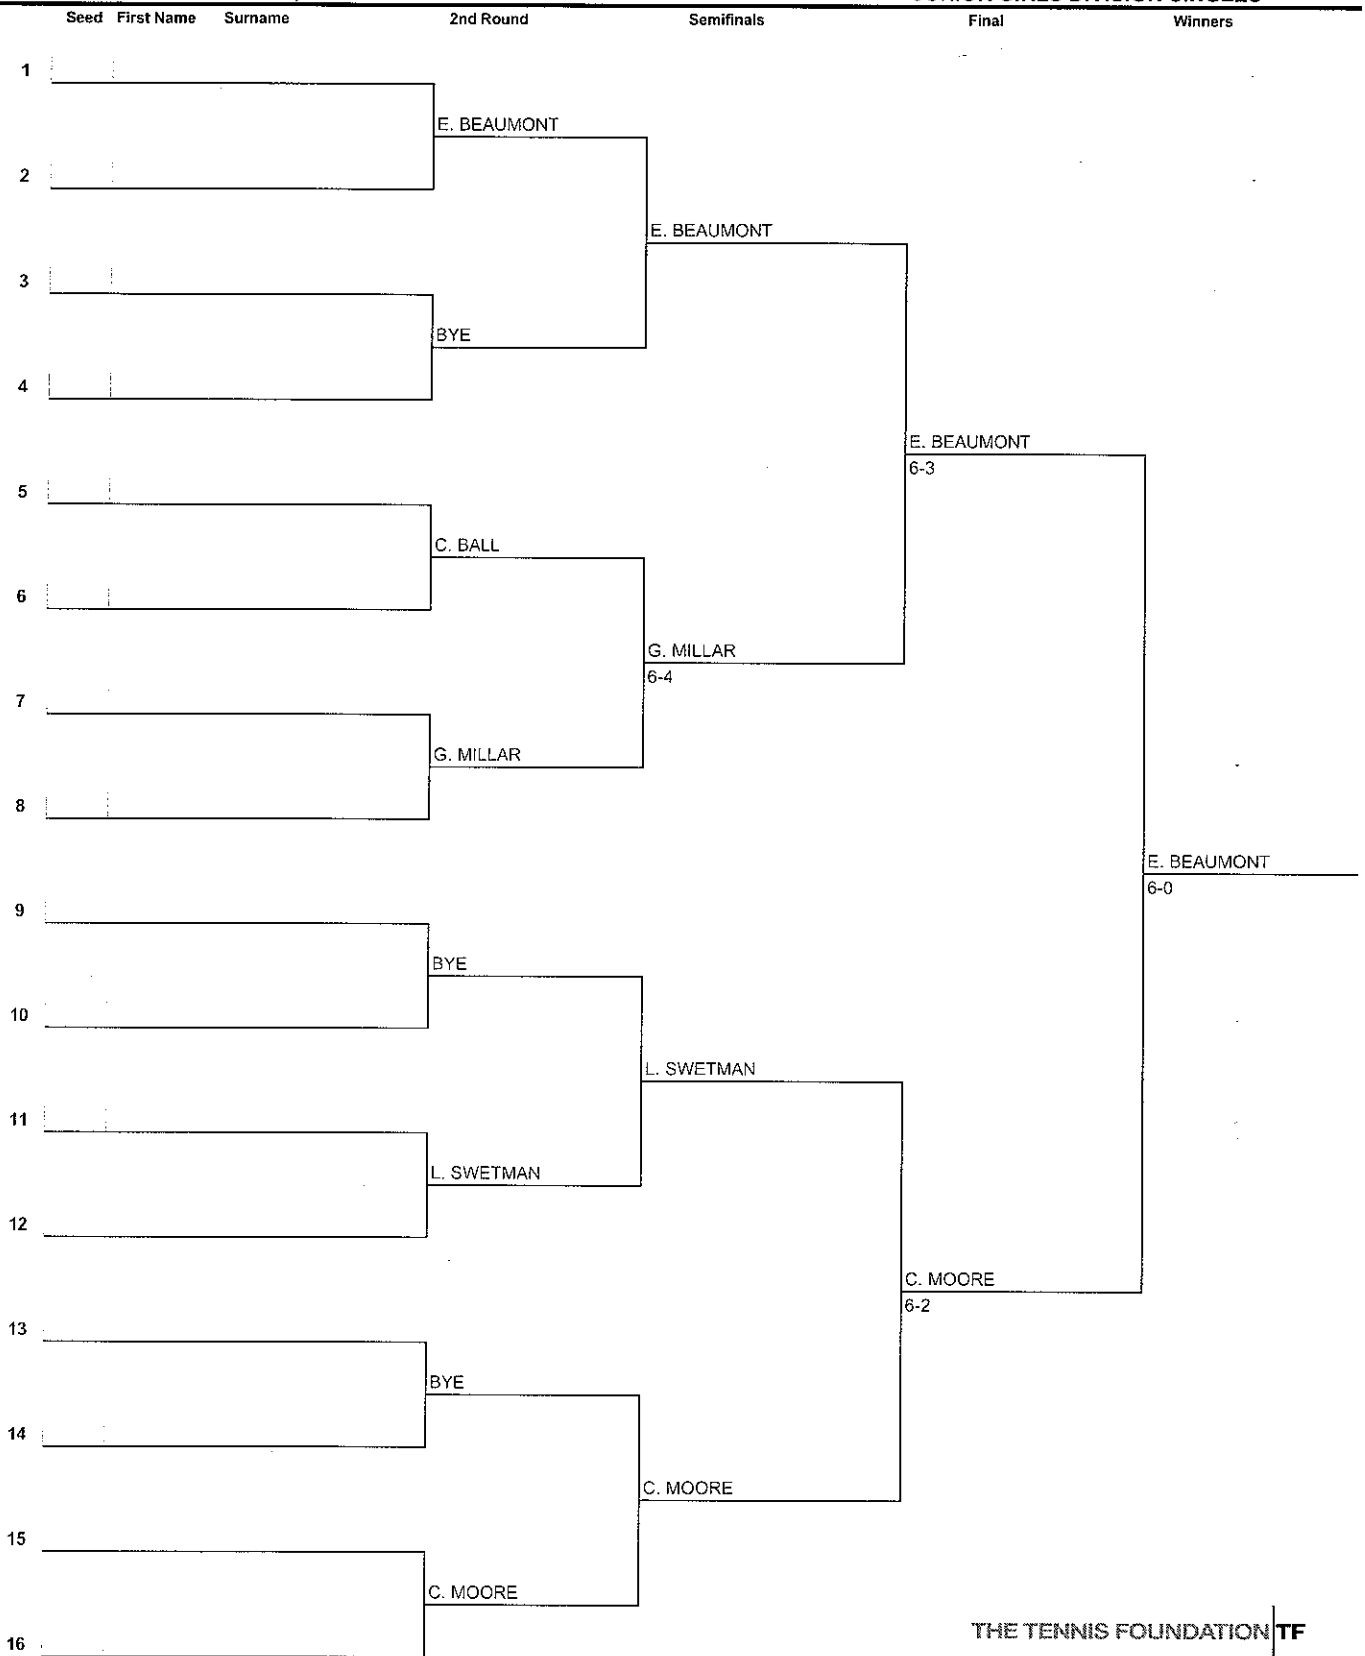 Seed First Name Surname 2nd Round Semifinals Final Winners
1
E. BEAUMONT
2
E. BEAUMONT
3
BYE
4
E. BEAUMONT
6-3
5
C. BALL
6
G. MILLAR
6-4
7
G. MILLAR
8
E. BEAUMONT
6-0
9
BYE
10
L. SWETMAN
11
L. SWETMAN
12
C. MOORE
6-2
13
BYE
14
C. MOORE
15
C. MOORE
16
THE TENNIS FOUNDATION TF